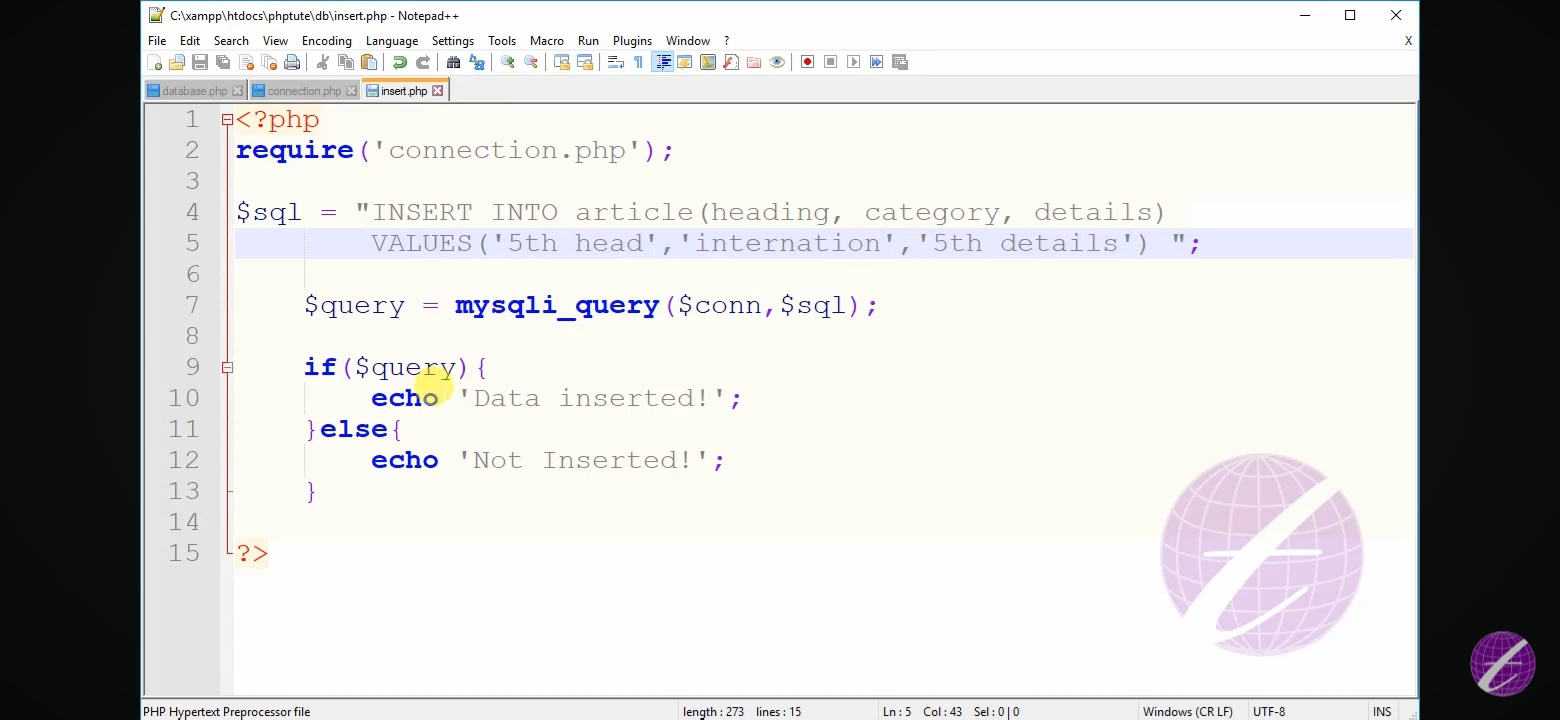 C:\xampp\htdocs\phptute\db\insert.php - Notepad++
File Edit Search View Encoding Language Settings Tools Macro Run Plugins Window ? X
database.php connection.php insert.php
1 <?php
2 require('connection.php');
3
4 $sql = "INSERT INTO article(heading, category, details)
5 VALUES('5th head','internation','5th details') ";
6
7 $query = mysqli_query($conn,$sql);
8
9 if($query){
10 echo 'Data inserted!';
11 }else{
12 echo 'Not Inserted!';
13 }
14
15 ?>
PHP Hypertext Preprocessor file length : 273 lines : 15 Ln : 5 Col : 43 Sel : 0 | 0 Windows (CR LF) UTF-8 INS